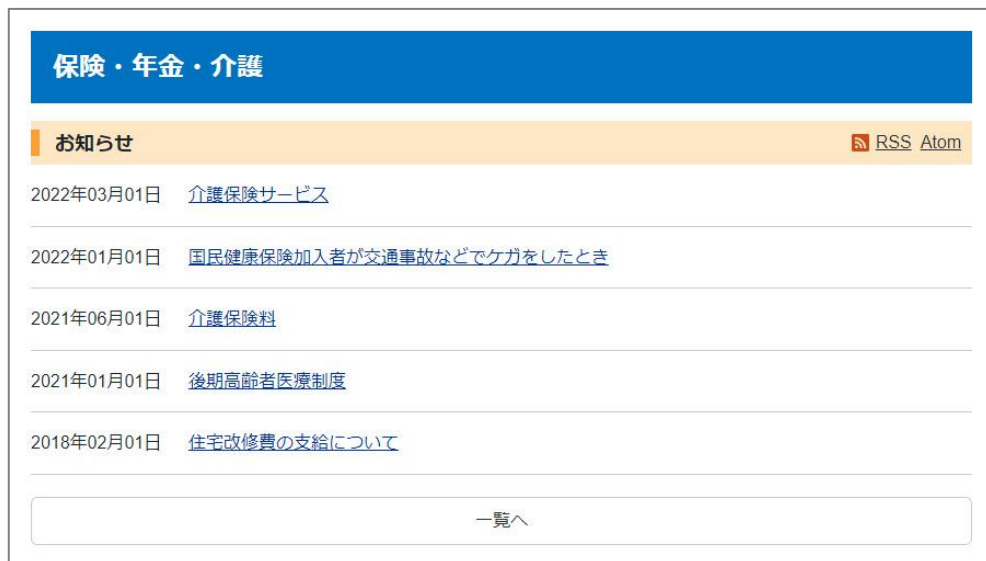 保険・年金・介護
お知らせ RSS Atom
2022年03月01日 介護保険サービス
2022年01月01日 国民健康保険加入者が交通事故などでケガをしたとき
2021年06月01日 介護保険料
2021年01月01日 後期高齢者医療制度
2018年02月01日 住宅改修費の支給について
一覧へ